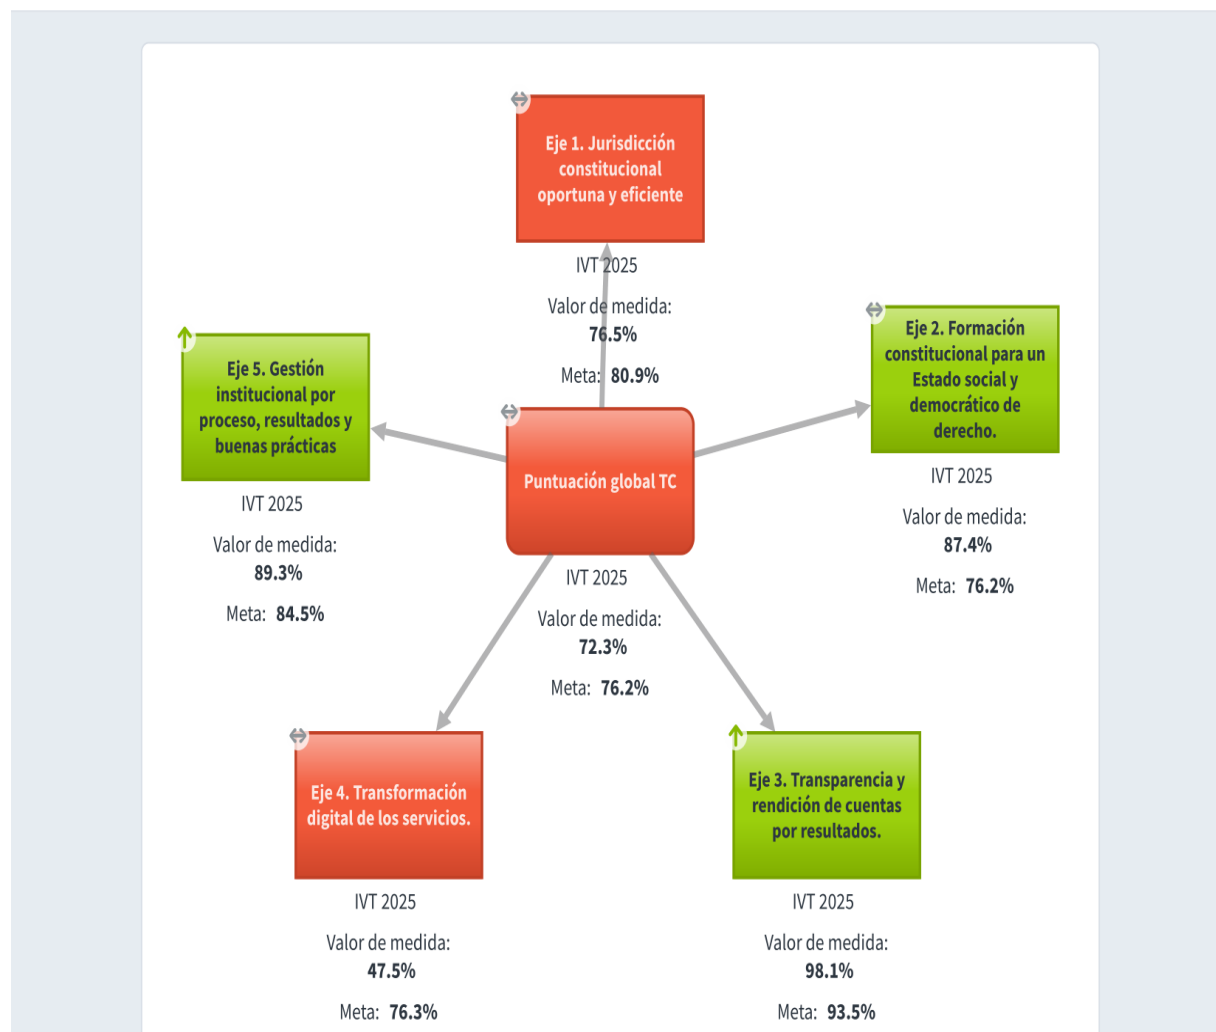 Eje 1. Jurisdicción
constitucional
oportuna y eficiente
IVT 2025
Valor de medida:
76.5%
Meta: 80.9%
Eje 2. Formación
constitucional para un
Estado social y
democrático de
derecho.
IVT 2025
Valor de medida:
87.4%
Meta: 76.2%
Eje 5. Gestión
institucional por
proceso, resultados y
buenas prácticas
IVT 2025
Valor de medida:
89.3%
Meta: 84.5%
Puntuación global TC
IVT 2025
Valor de medida:
72.3%
Meta: 76.2%
Eje 4. Transformación
digital de los servicios.
IVT 2025
Valor de medida:
47.5%
Meta: 76.3%
Eje 3. Transparencia y
rendición de cuentas
por resultados.
IVT 2025
Valor de medida:
98.1%
Meta: 93.5%